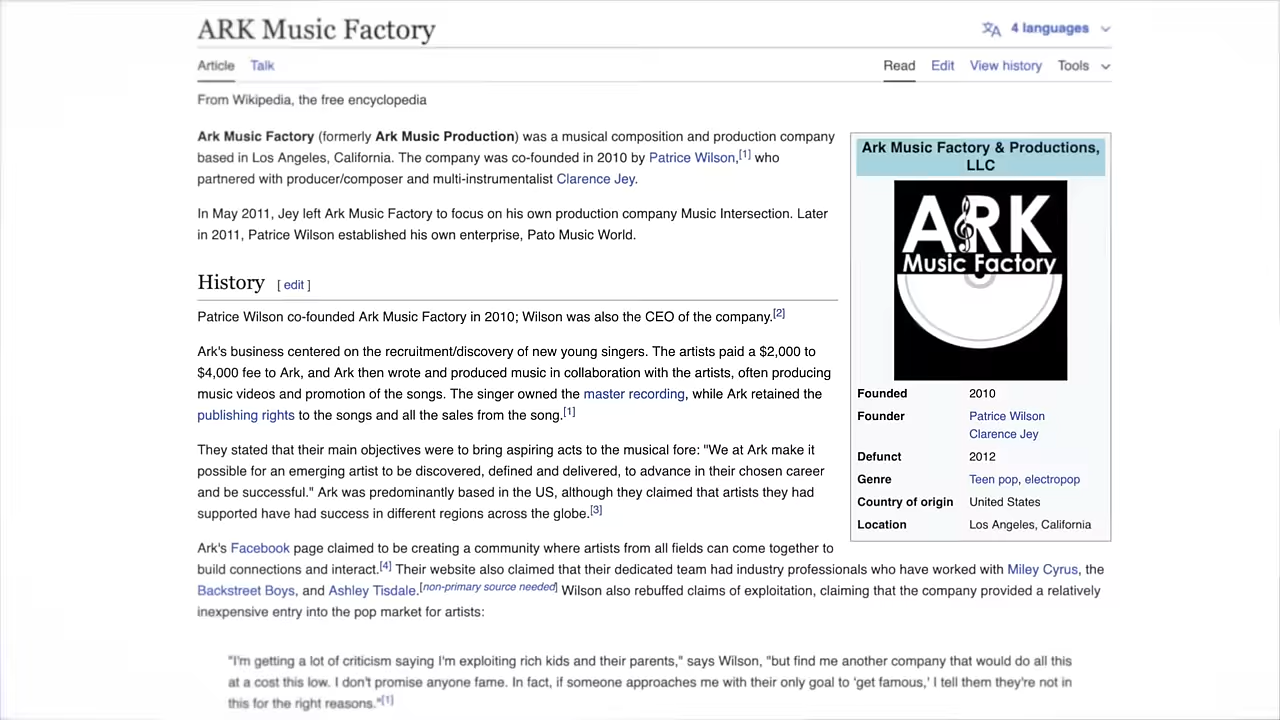 ARK Music Factory
4 languages
Article Talk
Read Edit View history Tools
From Wikipedia, the free encyclopedia
Ark Music Factory (formerly Ark Music Production) was a musical composition and production company
based in Los Angeles, California. The company was co-founded in 2010 by Patrice Wilson,[1] who
partnered with producer/composer and multi-instrumentalist Clarence Jey.
In May 2011, Jey left Ark Music Factory to focus on his own production company Music Intersection. Later
in 2011, Patrice Wilson established his own enterprise, Pato Music World.
History [ edit ]
Patrice Wilson co-founded Ark Music Factory in 2010; Wilson was also the CEO of the company.[2]
Ark's business centered on the recruitment/discovery of new young singers. The artists paid a $2,000 to
$4,000 fee to Ark, and Ark then wrote and produced music in collaboration with the artists, often producing
music videos and promotion of the songs. The singer owned the master recording, while Ark retained the
publishing rights to the songs and all the sales from the song.[1]
They stated that their main objectives were to bring aspiring acts to the musical fore: "We at Ark make it
possible for an emerging artist to be discovered, defined and delivered, to advance in their chosen career
and be successful." Ark was predominantly based in the US, although they claimed that artists they had
supported have had success in different regions across the globe.[3]
Ark's Facebook page claimed to be creating a community where artists from all fields can come together to
build connections and interact.[4] Their website also claimed that their dedicated team had industry professionals who have worked with Miley Cyrus, the
Backstreet Boys, and Ashley Tisdale.[non-primary source needed] Wilson also rebuffed claims of exploitation, claiming that the company provided a relatively
inexpensive entry into the pop market for artists:
"I'm getting a lot of criticism saying I'm exploiting rich kids and their parents," says Wilson, "but find me another company that would do all this
at a cost this low. I don't promise anyone fame. In fact, if someone approaches me with their only goal to 'get famous,' I tell them they're not in
this for the right reasons."[1]
Ark Music Factory & Productions,
LLC
ARK
Music Factory
Founded 2010
Founder Patrice Wilson
Clarence Jey
Defunct 2012
Genre Teen pop, electropop
Country of origin United States
Location Los Angeles, California